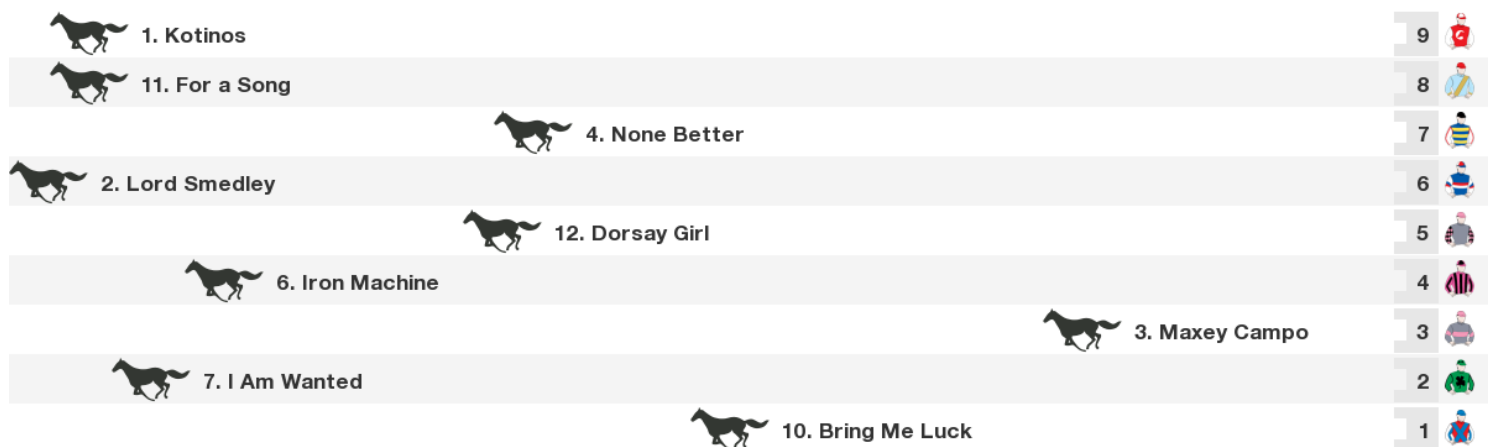 1. Kotinos 9
11. For a Song 8
4. None Better 7
2. Lord Smedley 6
12. Dorsay Girl 5
6. Iron Machine 4
3. Maxey Campo 3
7. I Am Wanted 2
10. Bring Me Luck 1